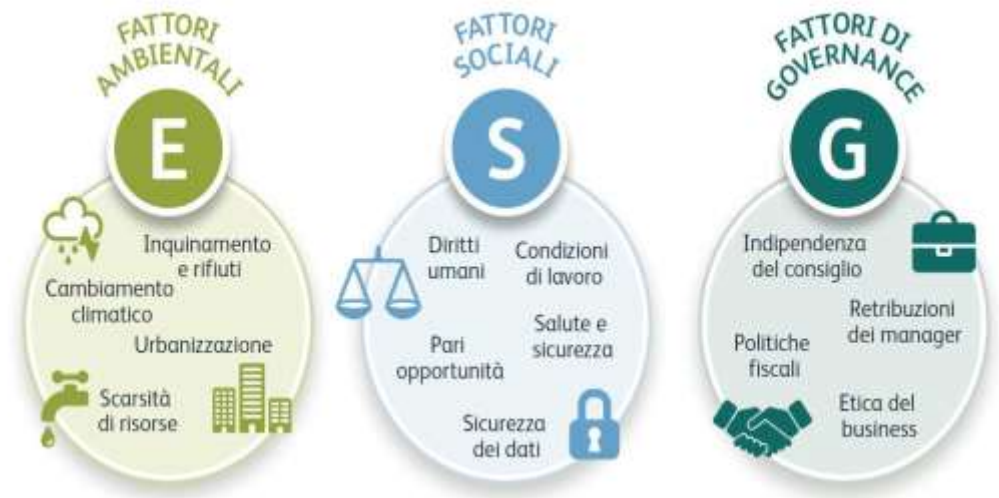 FATTORI
AMBIENTALI
E
Inquinamento
e rifiuti
Cambiamento
climatico
Urbanizzazione
Scarsità
di risorse
FATTORI
SOCIALI
S
Diritti
umani
Condizioni
di lavoro
Salute e
sicurezza
Pari
opportunità
Sicurezza
dei dati
FATTORI DI
GOVERNANCE
G
Indipendenza
del consiglio
Retribuzioni
dei manager
Politiche
fiscali
Etica del
business